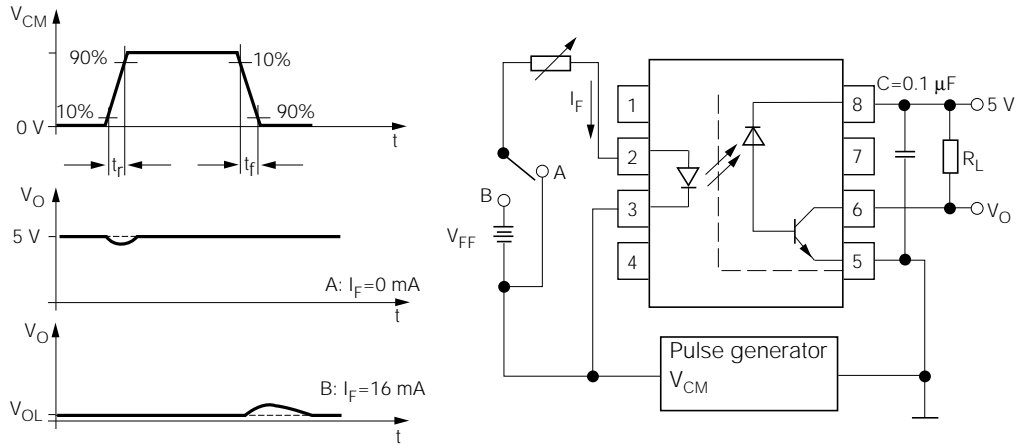 V_CM
90%
10%
10%
90%
0 V
t
t_r
t_f
V_O
5 V
A: I_F=0 mA
t
V_O
B: I_F=16 mA
V_OL
t
I_F
A
B
V_FF
1
2
3
4
8
7
6
5
C=0.1 μF
5 V
R_L
V_O
Pulse generator
V_CM